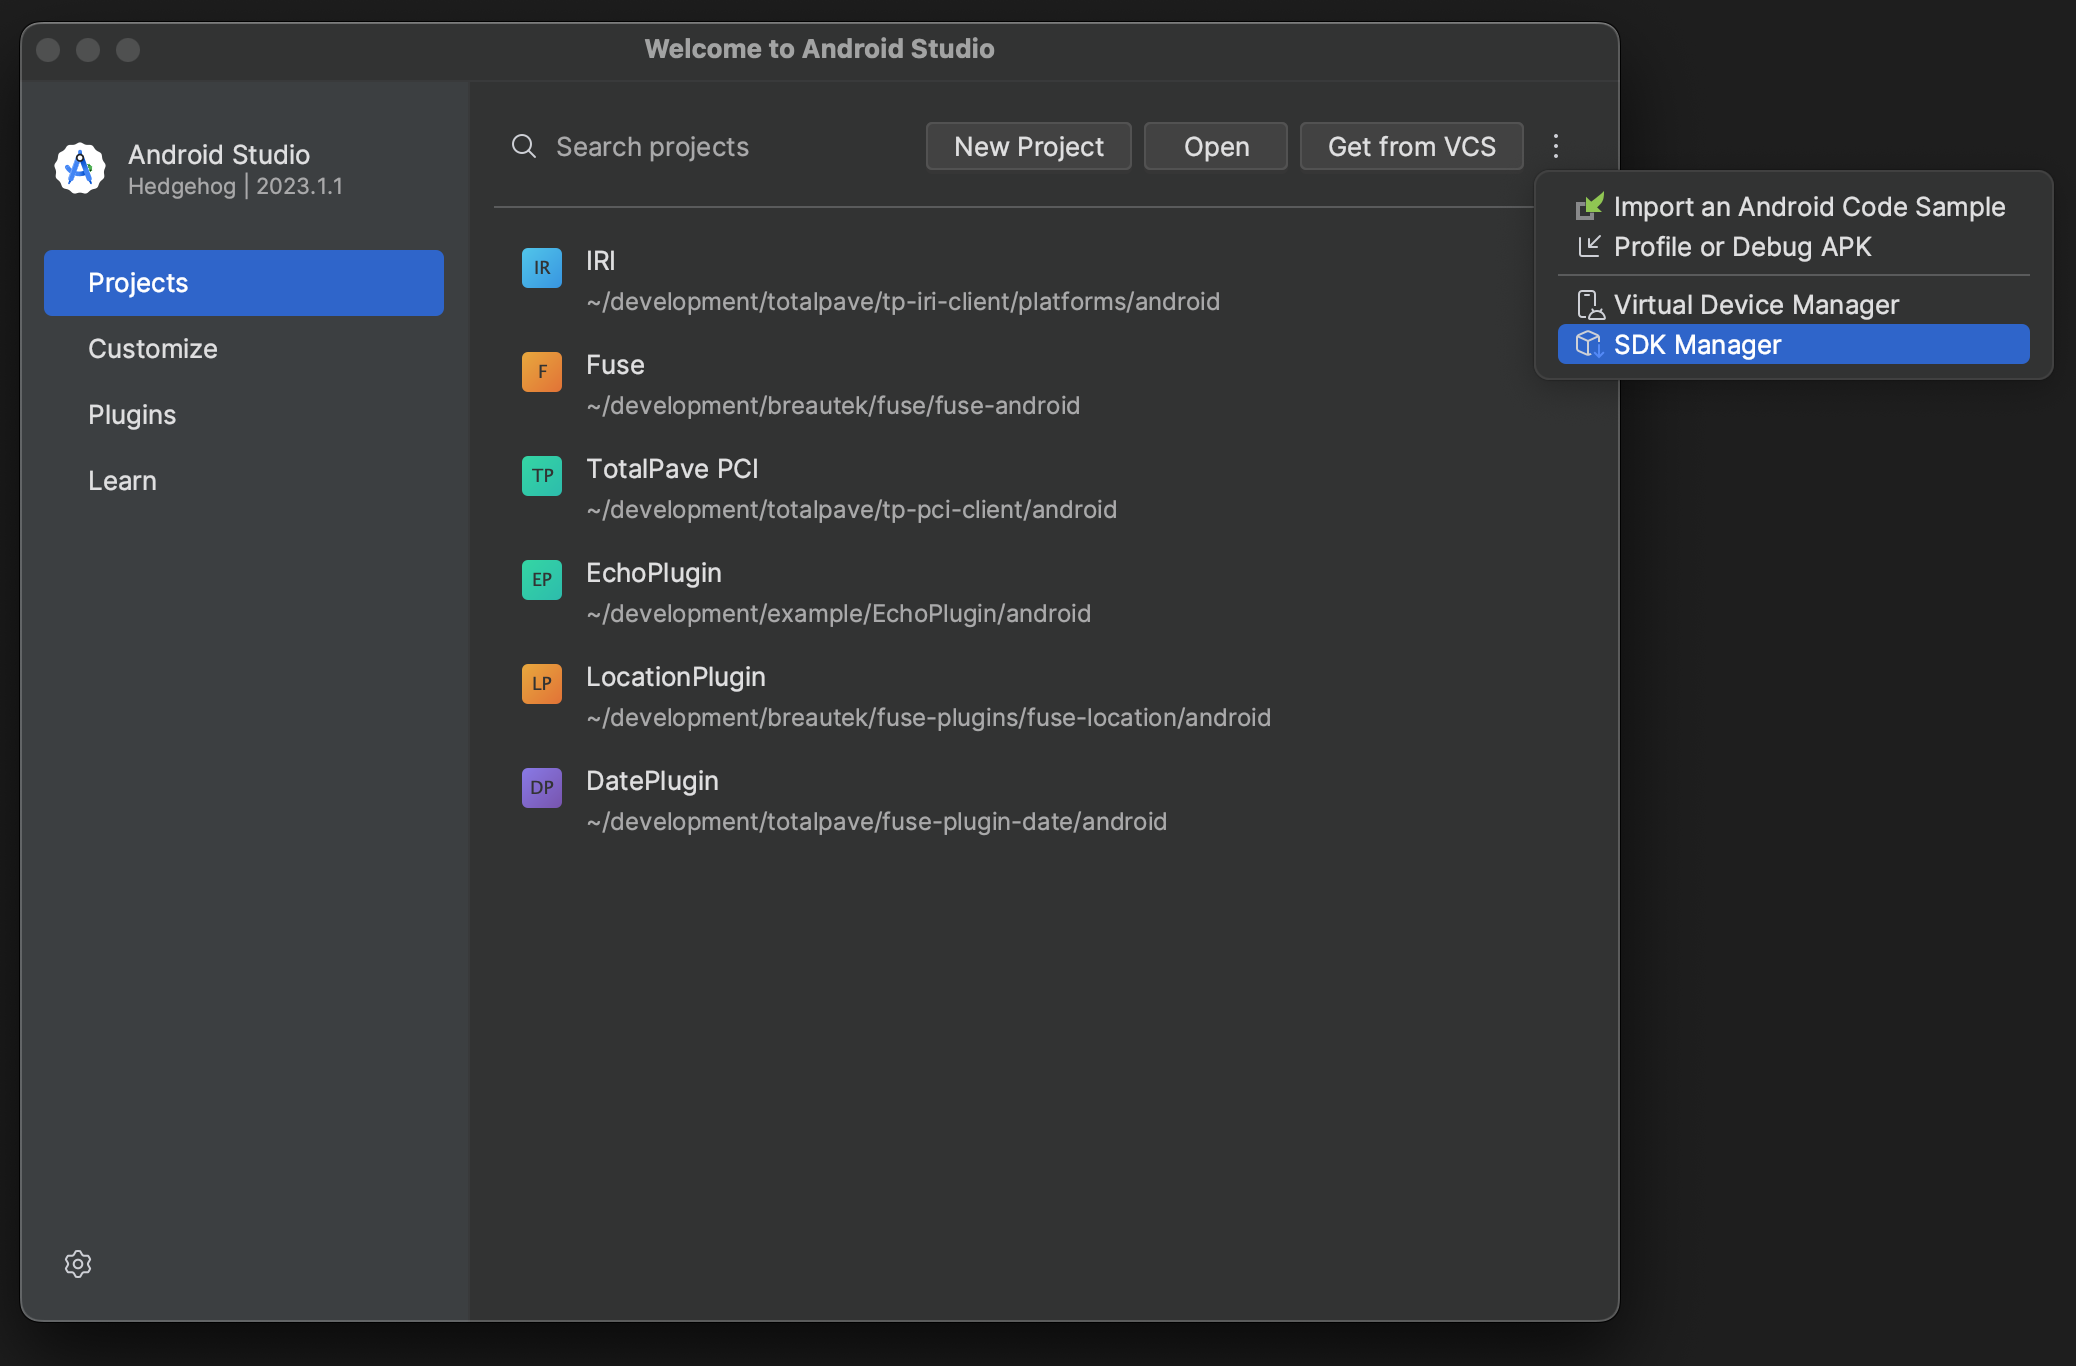 Welcome to Android Studio
Android Studio
Hedgehog | 2023.1.1
Projects
Customize
Plugins
Learn
Search projects
New Project
Open
Get from VCS
IR
IRI
~/development/totalpave/tp-iri-client/platforms/android
F
Fuse
~/development/breautek/fuse/fuse-android
TP
TotalPave PCI
~/development/totalpave/tp-pci-client/android
EP
EchoPlugin
~/development/example/EchoPlugin/android
LP
LocationPlugin
~/development/breautek/fuse-plugins/fuse-location/android
DP
DatePlugin
~/development/totalpave/fuse-plugin-date/android
Import an Android Code Sample
Profile or Debug APK
Virtual Device Manager
SDK Manager